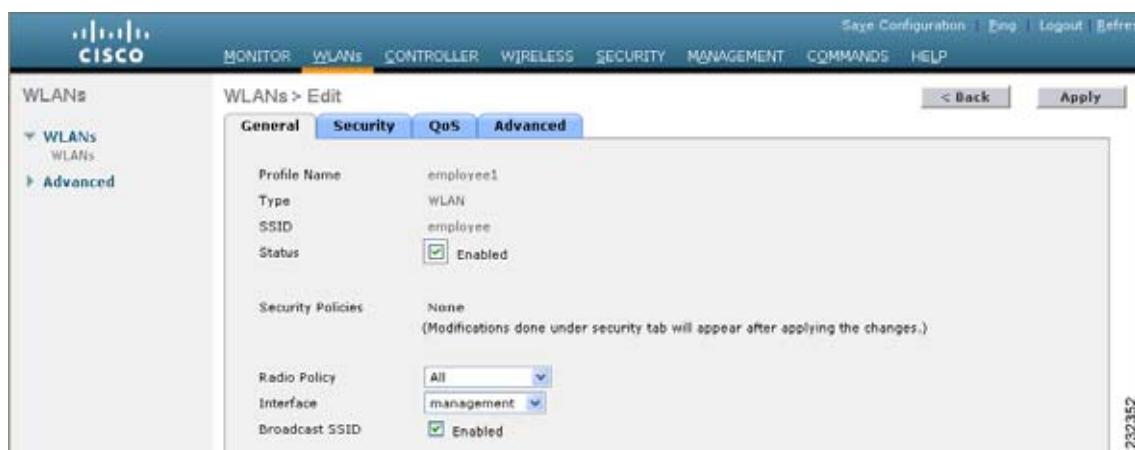 Save Configuration Ping Logout Refres
CISCO
MONITOR WLANs CONTROLLER WIRELESS SECURITY MANAGEMENT COMMANDS HELP
WLANs
WLANs
WLANs
Advanced
WLANs > Edit
< Back Apply
General Security QoS Advanced
Profile Name employee1
Type WLAN
SSID employee
Status Enabled
Security Policies None
(Modifications done under security tab will appear after applying the changes.)
Radio Policy All
Interface management
Broadcast SSID Enabled
232352